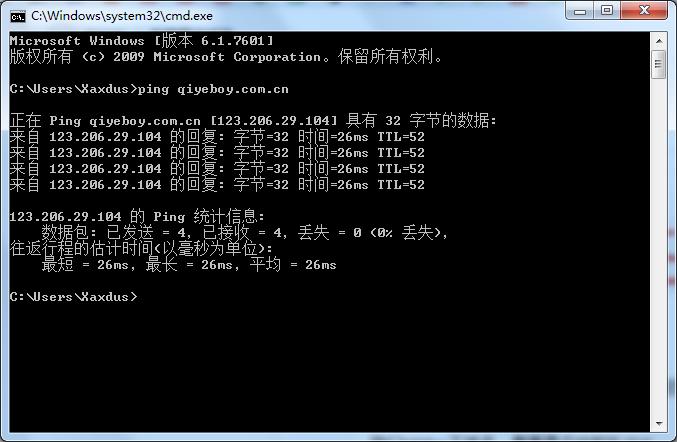 C:\Windows\system32\cmd.exe
Microsoft Windows [版本 6.1.7601]
版权所有 (c) 2009 Microsoft Corporation。保留所有权利。
C:\Users\Xaxdus>ping qiyeboy.com.cn
正在 Ping qiyeboy.com.cn [123.206.29.104] 具有 32 字节的数据:
来自 123.206.29.104 的回复: 字节=32 时间=26ms TTL=52
来自 123.206.29.104 的回复: 字节=32 时间=26ms TTL=52
来自 123.206.29.104 的回复: 字节=32 时间=26ms TTL=52
来自 123.206.29.104 的回复: 字节=32 时间=26ms TTL=52
123.206.29.104 的 Ping 统计信息:
数据包: 已发送 = 4，已接收 = 4，丢失 = 0 (0% 丢失)，
往返行程的估计时间(以毫秒为单位):
最短 = 26ms，最长 = 26ms，平均 = 26ms
C:\Users\Xaxdus>